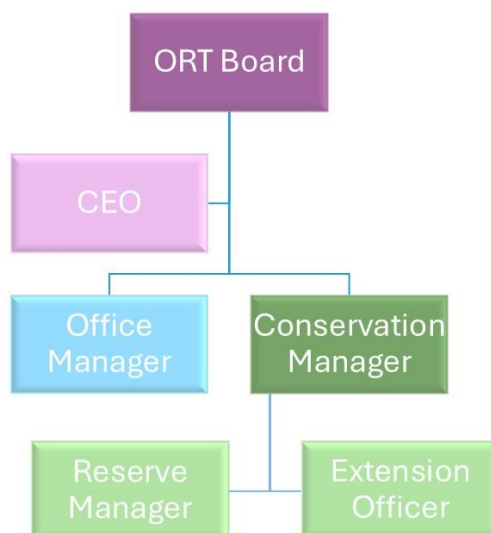 ORT Board
CEO
Office
Manager
Conservation
Manager
Reserve
Manager
Extension
Officer